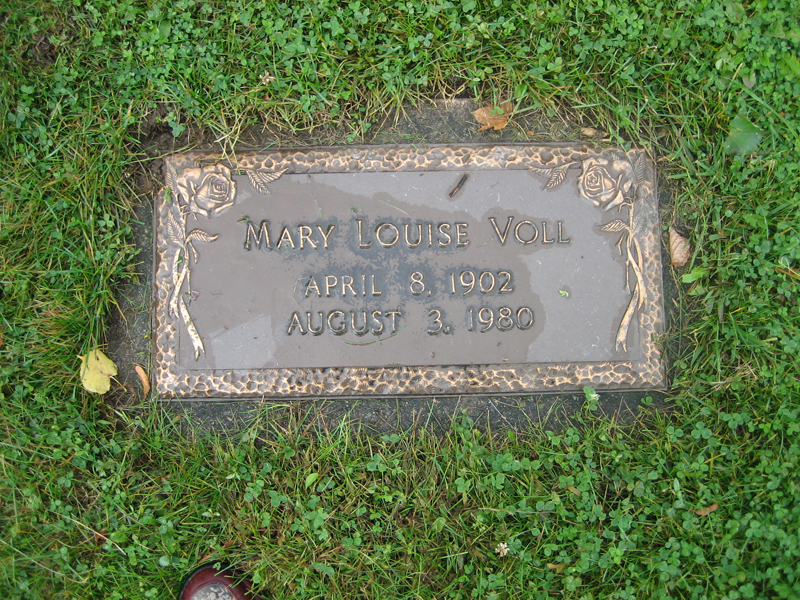 MARY LOUISE VOLL
APRIL 8, 1902
AUGUST 3, 1980